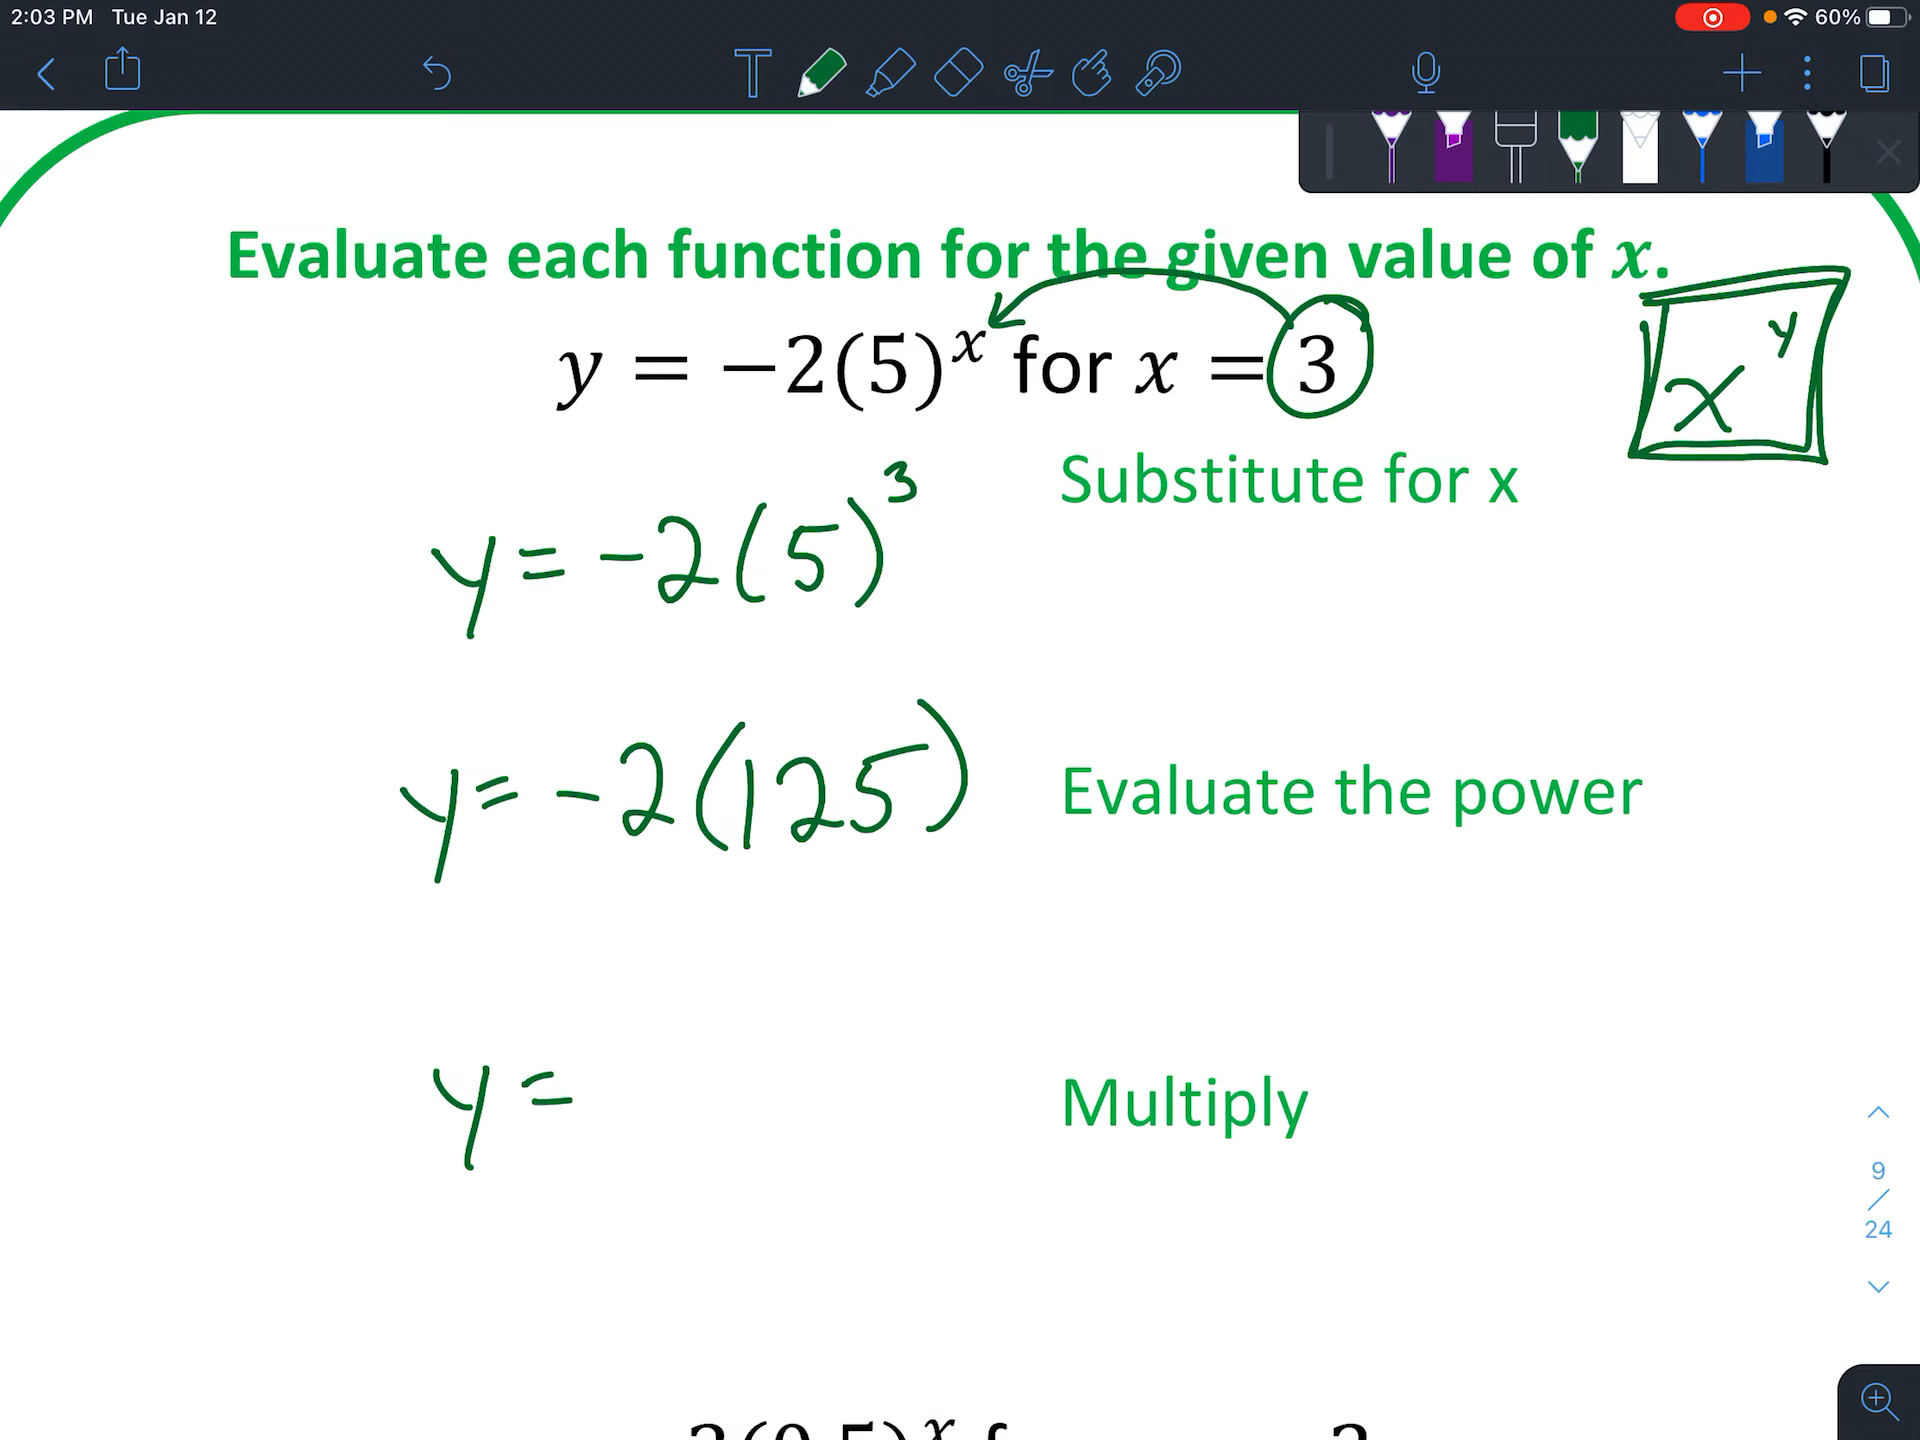 2:03 PM Tue Jan 12
60%
Evaluate each function for the given value of x.
y = −2(5)^x for x = 3
x^y
Substitute for x
y = -2(5)^3
y = -2(125)
Evaluate the power
y =
Multiply
9
/
24